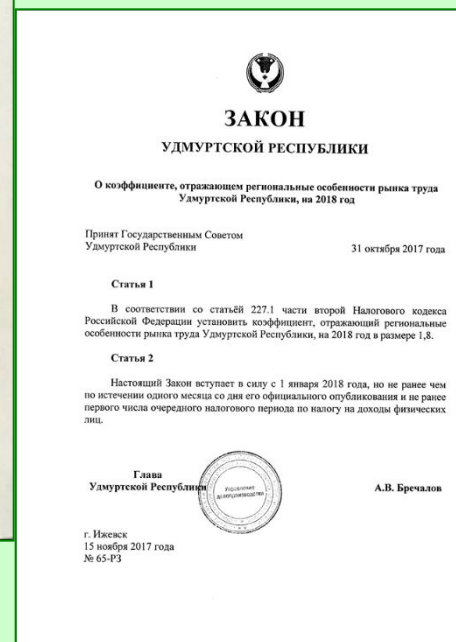 ЗАКОН
УДМУРТСКОЙ РЕСПУБЛИКИ
О коэффициенте, отражающем региональные особенности рынка труда
Удмуртской Республики, на 2018 год
Принят Государственным Советом
Удмуртской Республики
31 октября 2017 года
Статья 1
В соответствии со статьёй 227.1 части второй Налогового кодекса
Российской Федерации установить коэффициент, отражающий региональные
особенности рынка труда Удмуртской Республики, на 2018 год в размере 1,8.
Статья 2
Настоящий Закон вступает в силу с 1 января 2018 года, но не ранее чем
по истечении одного месяца со дня его официального опубликования и не ранее
первого числа очередного налогового периода по налогу на доходы физических
лиц.
Глава
Удмуртской Республики
А.В. Бречалов
Управление
делопроизводства
г. Ижевск
15 ноября 2017 года
№ 65-РЗ